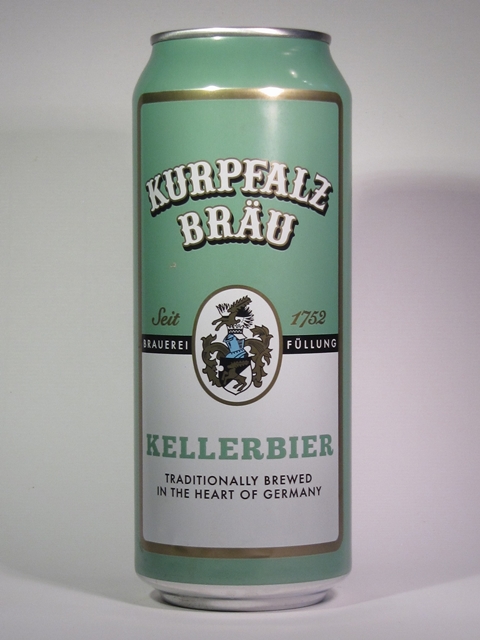 KURPFALZ
BRÄU
Seit 1752
BRAUEREI FÜLLUNG
KELLERBIER
TRADITIONALLY BREWED
IN THE HEART OF GERMANY